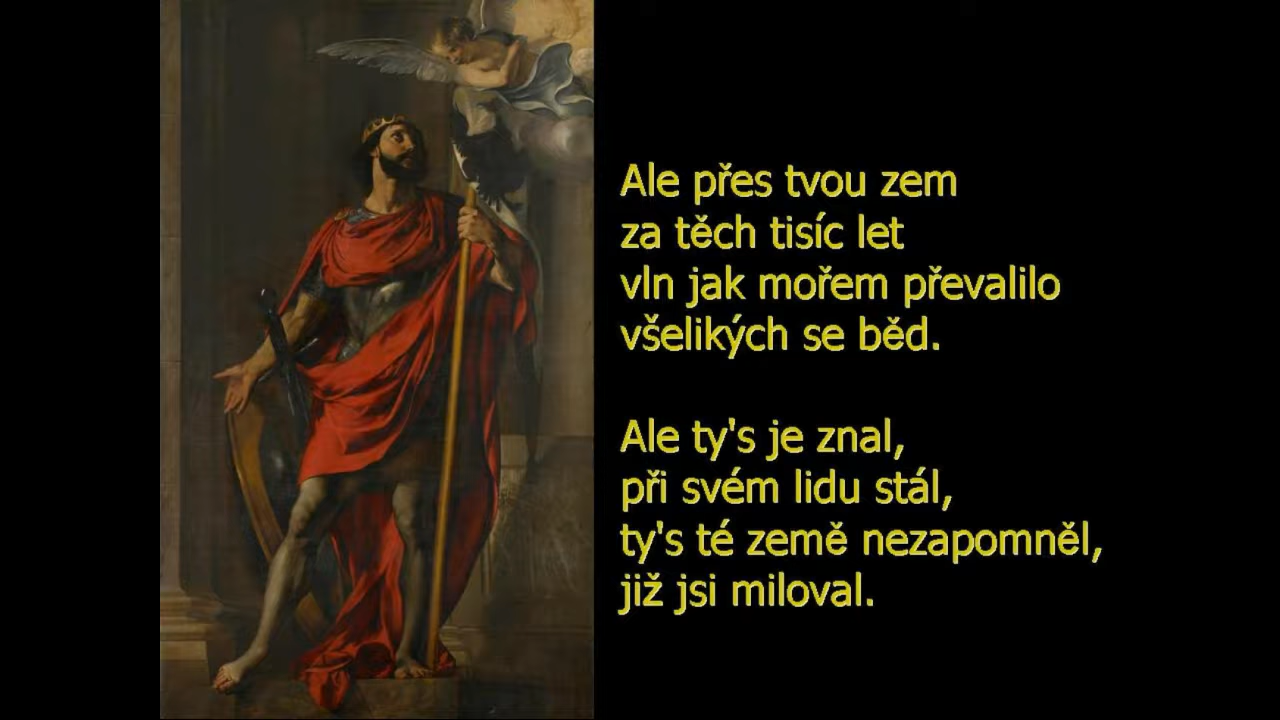 Ale přes tvou zem
za těch tisíc let
vln jak mořem převalilo
všelikých se běd.
Ale ty's je znal,
při svém lidu stál,
ty's té země nezapomněl,
již jsi miloval.